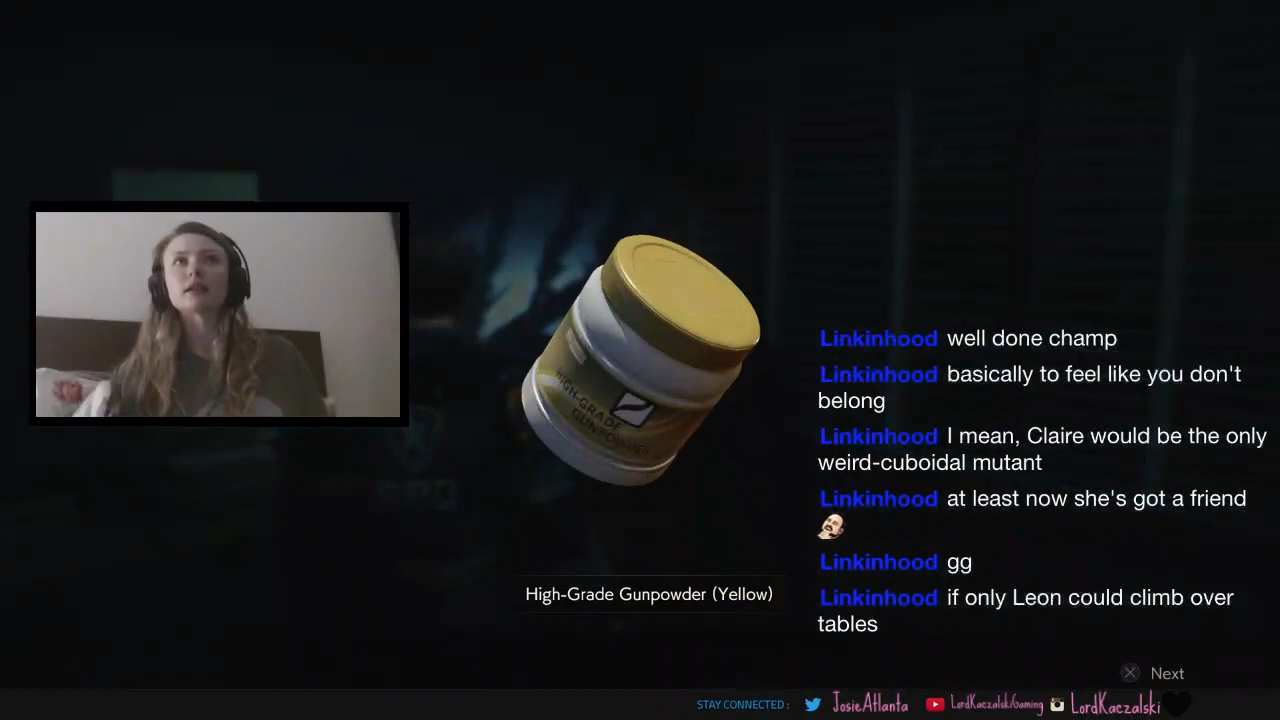 Linkinhood well done champ
Linkinhood basically to feel like you don't
belong
Linkinhood I mean, Claire would be the only
weird-cuboidal mutant
Linkinhood at least now she's got a friend
Linkinhood gg
Linkinhood if only Leon could climb over
tables
HIGH-GRADE
GUNPOWDER
High-Grade Gunpowder (Yellow)
Next
STAY CONNECTED : JosieAtlanta LordKaczalskiGaming LordKaczalski